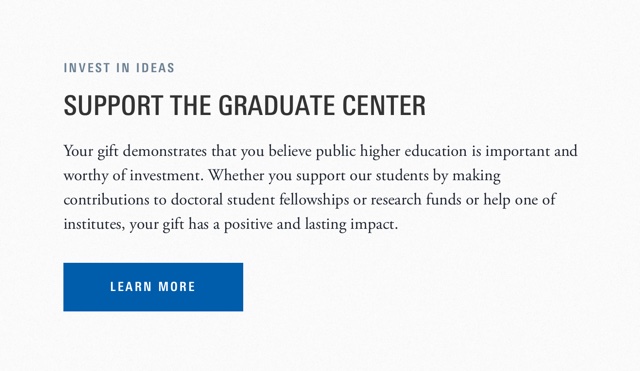 INVEST IN IDEAS
SUPPORT THE GRADUATE CENTER
Your gift demonstrates that you believe public higher education is important and
worthy of investment. Whether you support our students by making
contributions to doctoral student fellowships or research funds or help one of
institutes, your gift has a positive and lasting impact.
LEARN MORE